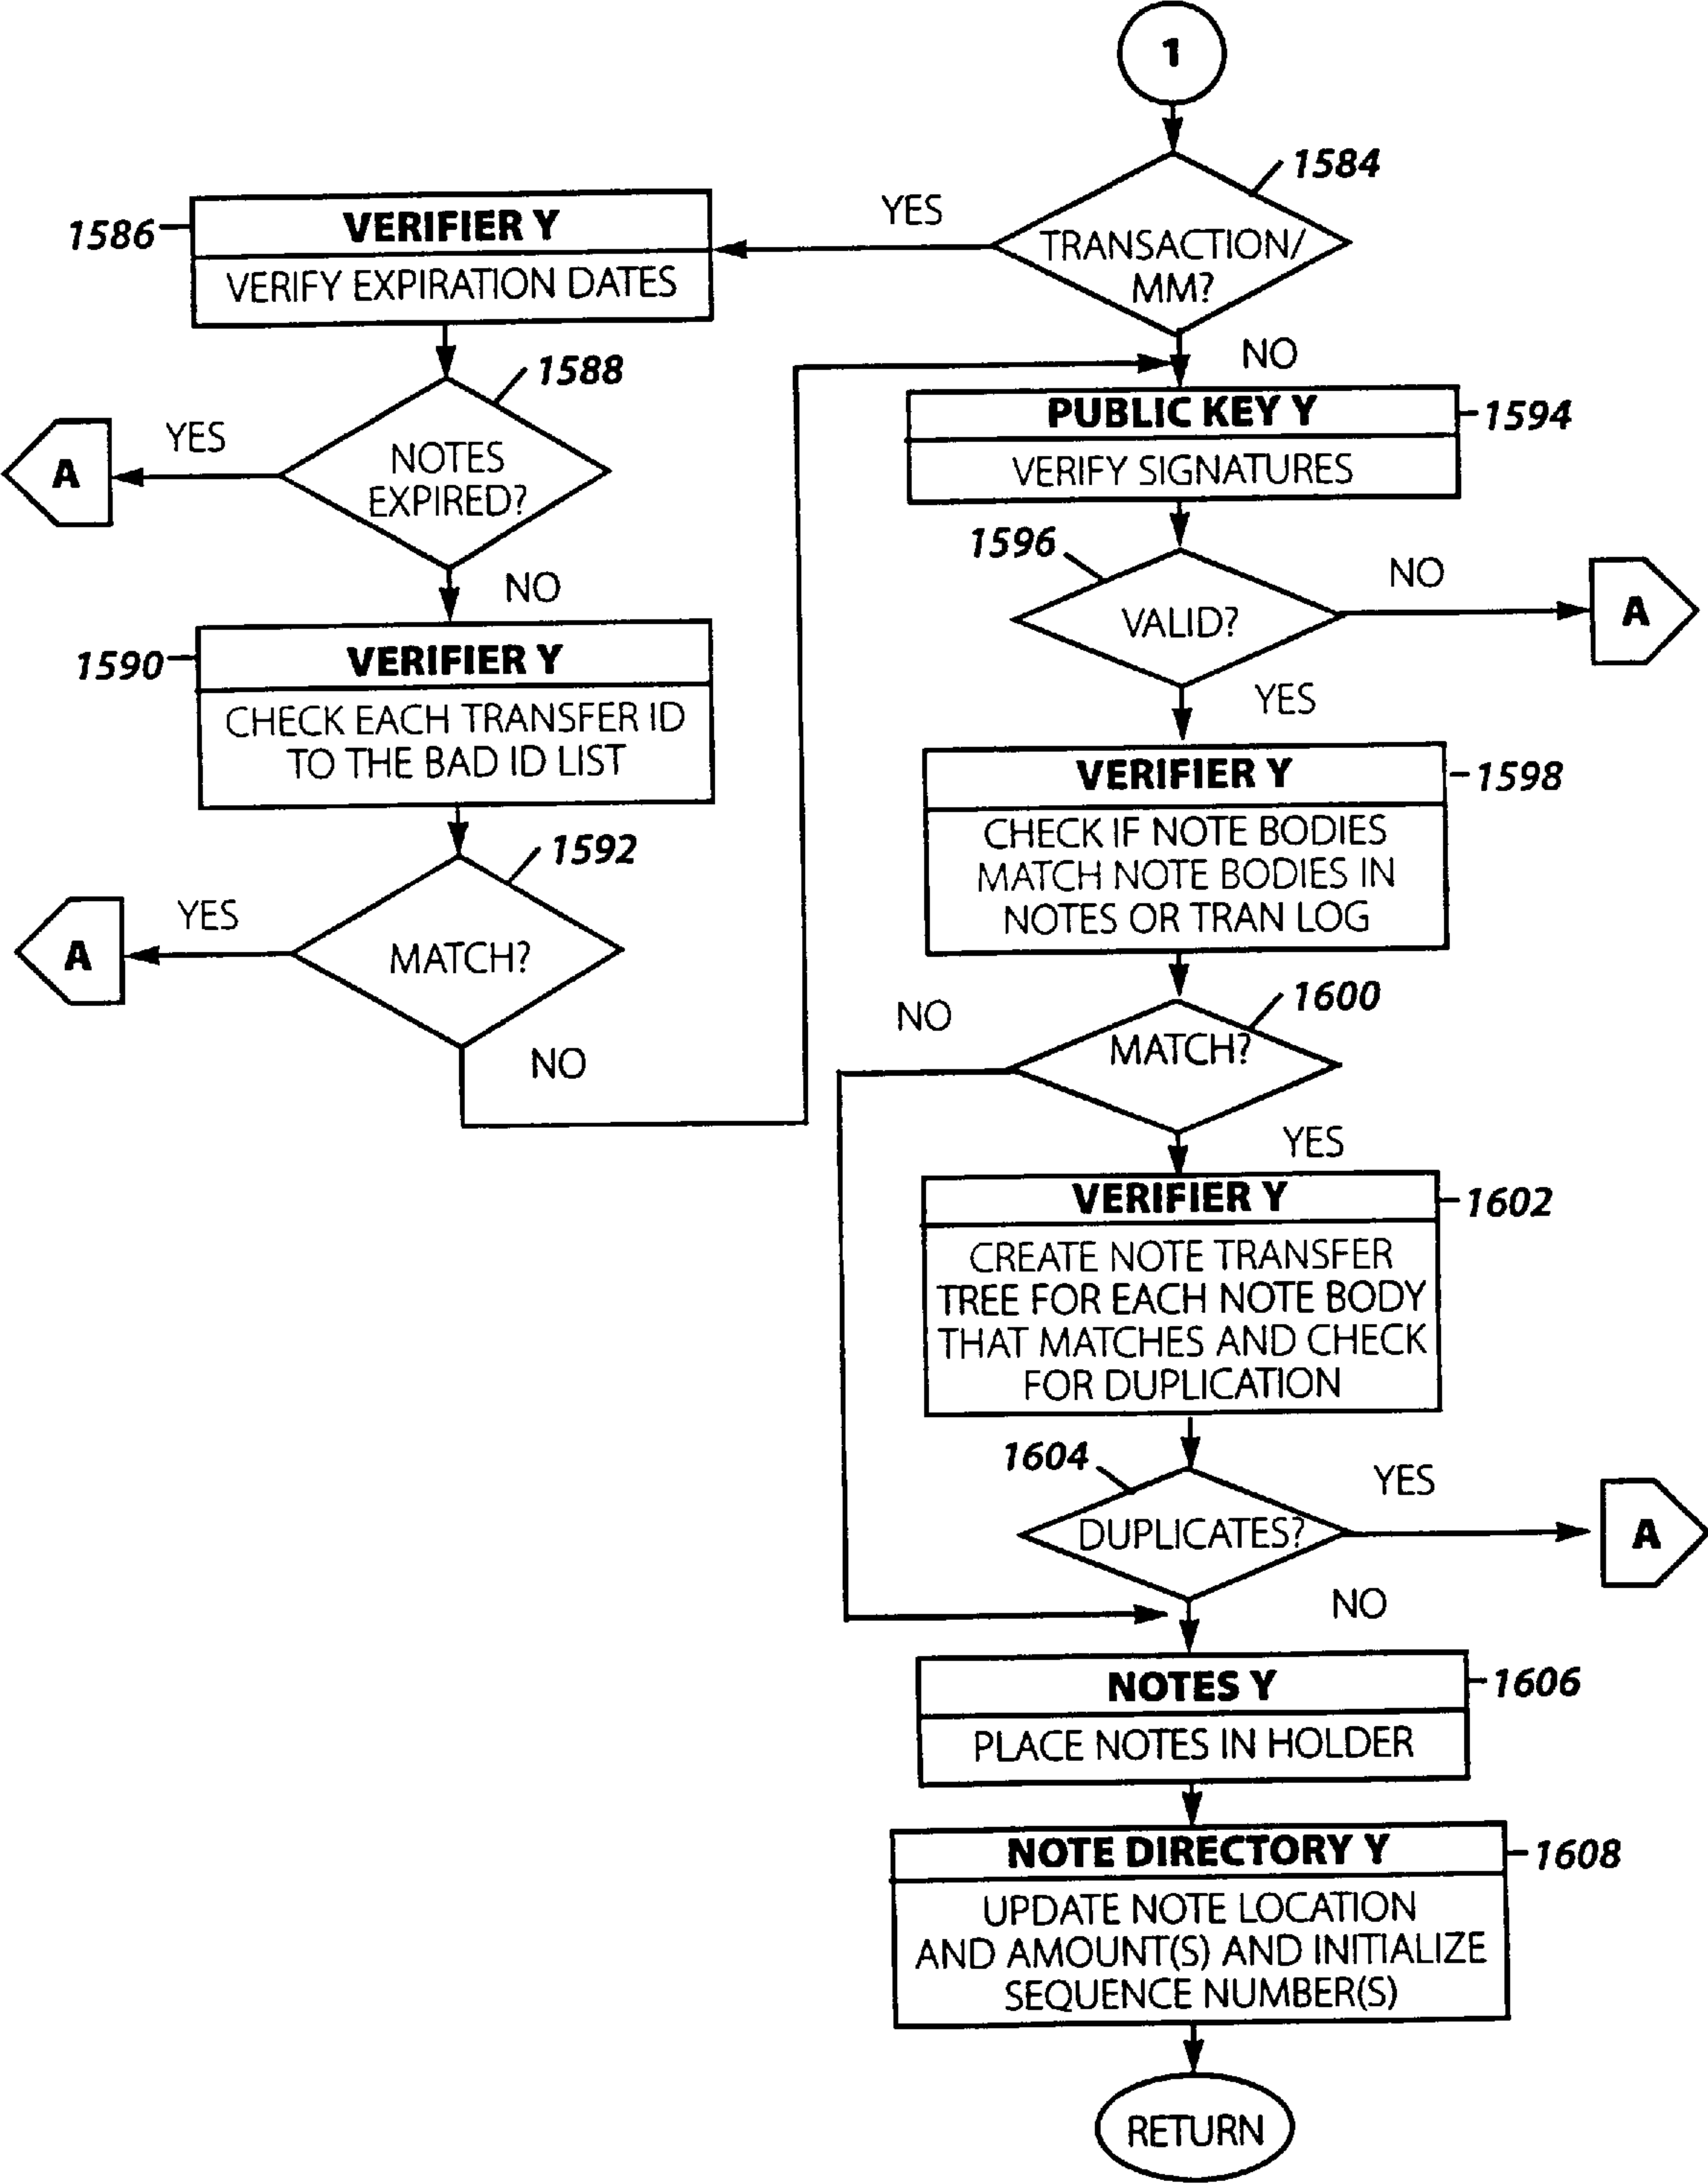 1
1584
TRANSACTION/
MM?
YES
NO
1586
VERIFIER Y
VERIFY EXPIRATION DATES
1588
NOTES
EXPIRED?
YES
A
NO
1590
VERIFIER Y
CHECK EACH TRANSFER ID
TO THE BAD ID LIST
1592
MATCH?
YES
A
NO
PUBLIC KEY Y
1594
VERIFY SIGNATURES
1596
VALID?
NO
A
YES
VERIFIER Y
1598
CHECK IF NOTE BODIES
MATCH NOTE BODIES IN
NOTES OR TRAN LOG
1600
NO
MATCH?
YES
VERIFIER Y
1602
CREATE NOTE TRANSFER
TREE FOR EACH NOTE BODY
THAT MATCHES AND CHECK
FOR DUPLICATION
1604
DUPLICATES?
YES
A
NO
NOTES Y
1606
PLACE NOTES IN HOLDER
NOTE DIRECTORY Y
1608
UPDATE NOTE LOCATION
AND AMOUNT(S) AND INITIALIZE
SEQUENCE NUMBER(S)
RETURN